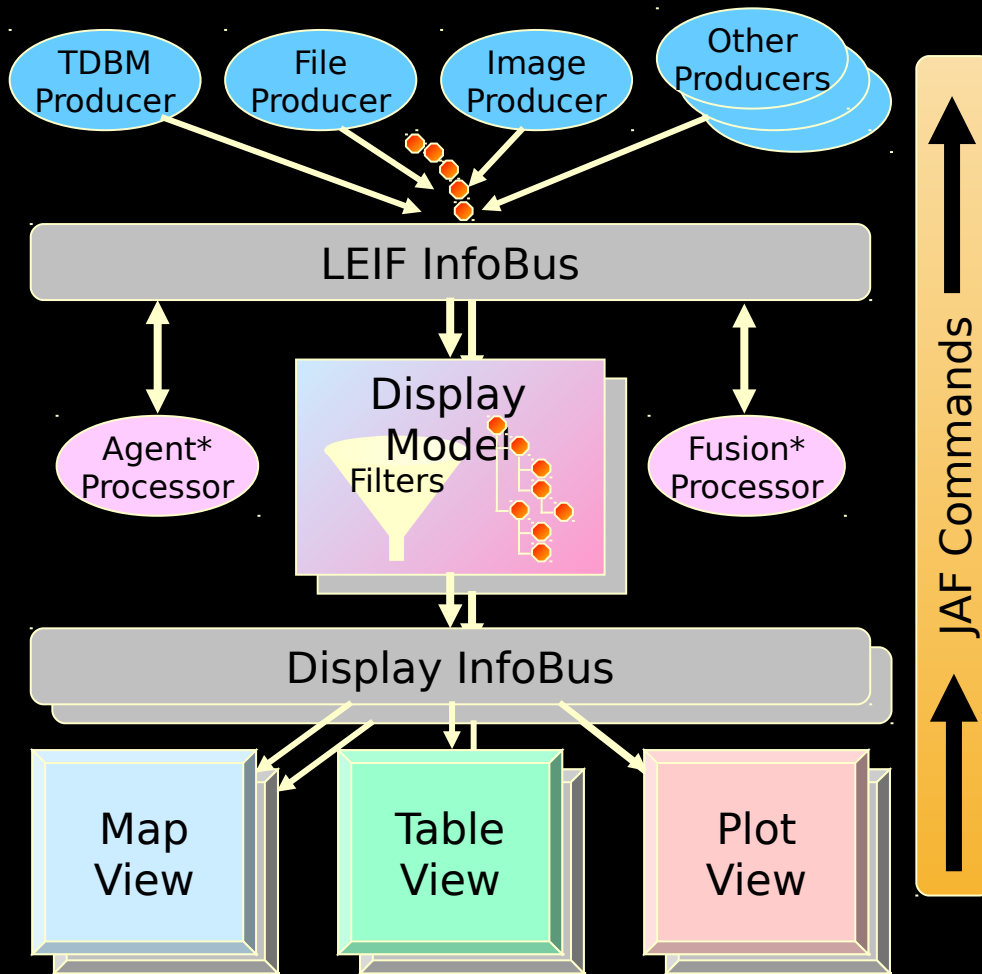 TDBM
Producer
File
Producer
Image
Producer
Other
Producers
LEIF InfoBus
Display
Model
Filters
Agent*
Processor
Fusion*
Processor
JAF Commands
Display InfoBus
Map
View
Table
View
Plot
View